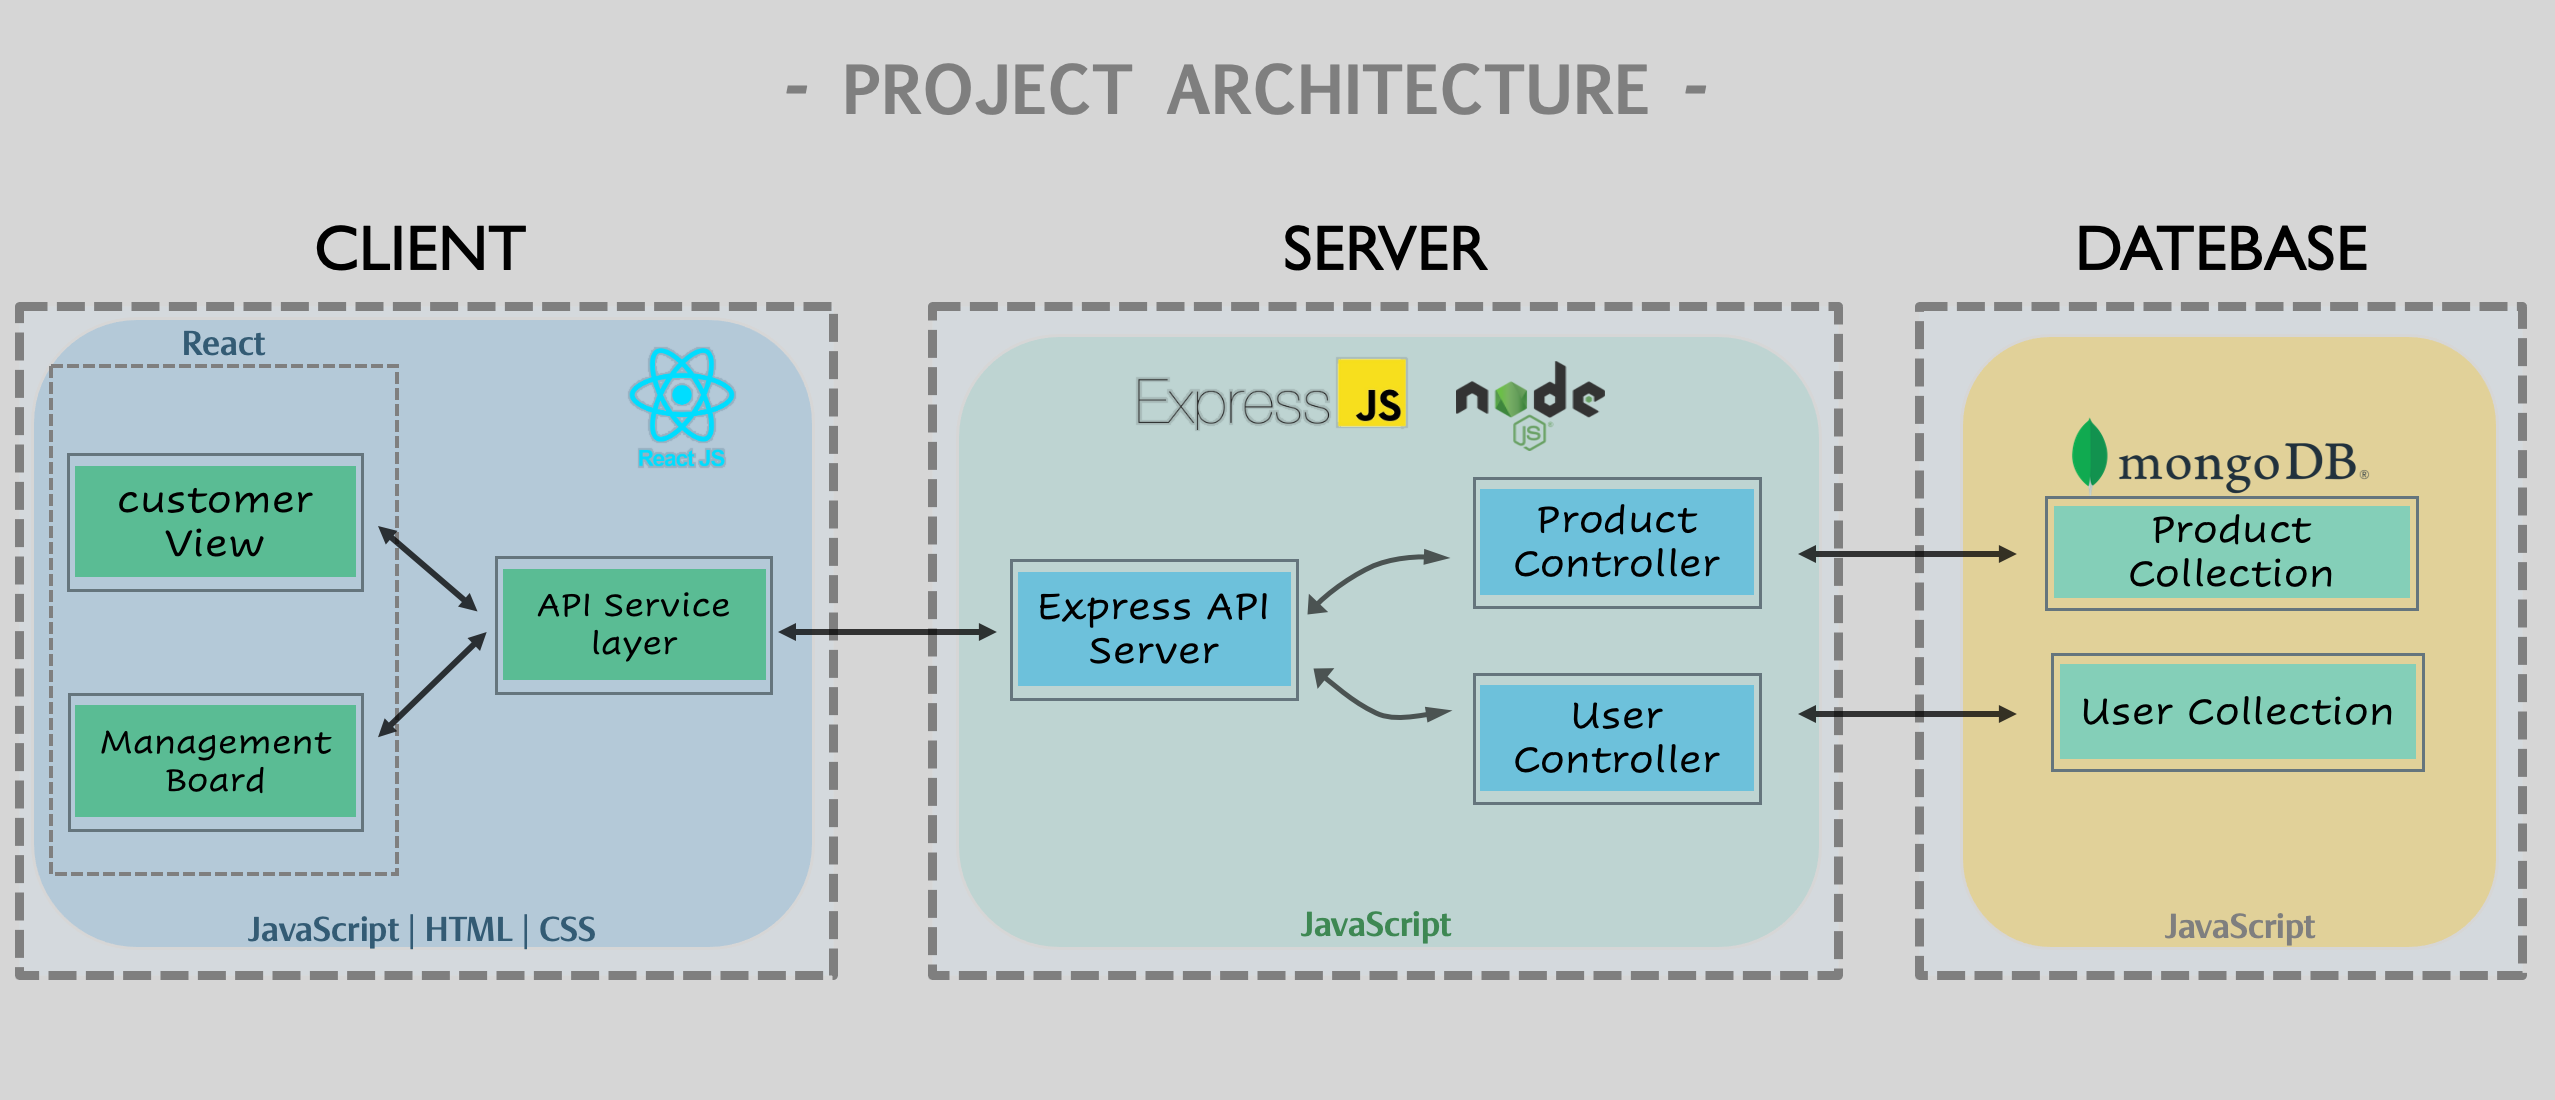 - PROJECT ARCHITECTURE -
CLIENT
React
React JS
customer
View
API Service
layer
Management
Board
JavaScript | HTML | CSS
SERVER
Express JS
node
JS
Product
Controller
Express API
Server
User
Controller
JavaScript
DATEBASE
mongoDB®
Product
Collection
User Collection
JavaScript